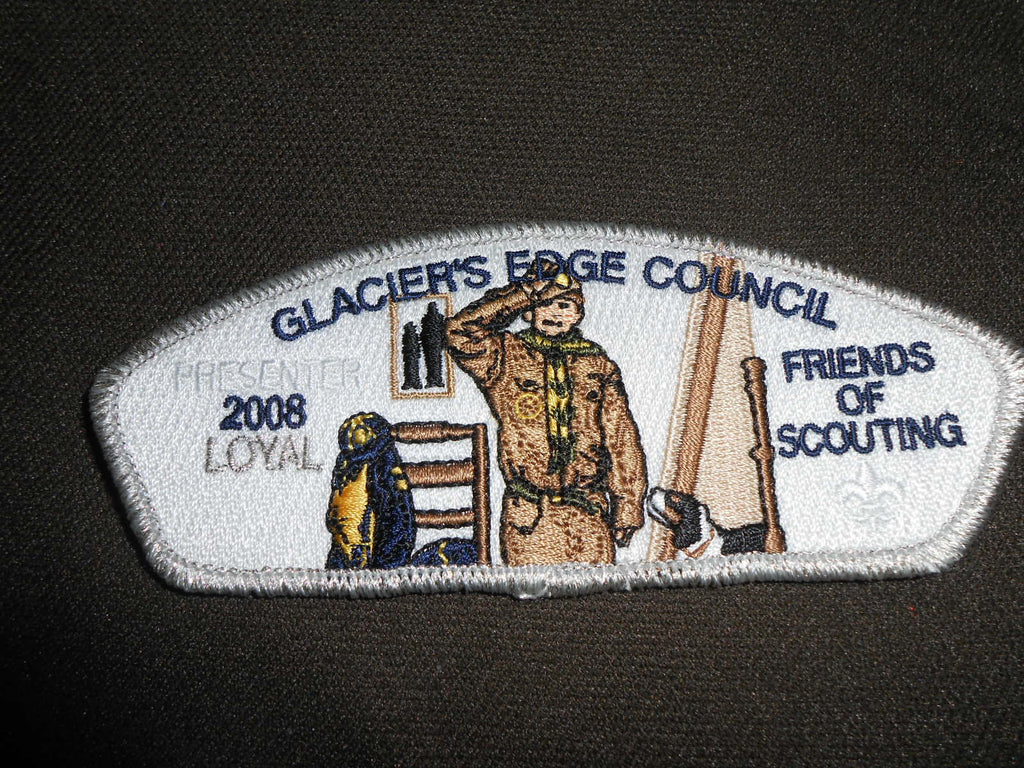 GLACIER'S EDGE COUNCIL
PRESENTER
2008
LOYAL
FRIENDS
OF
SCOUTING